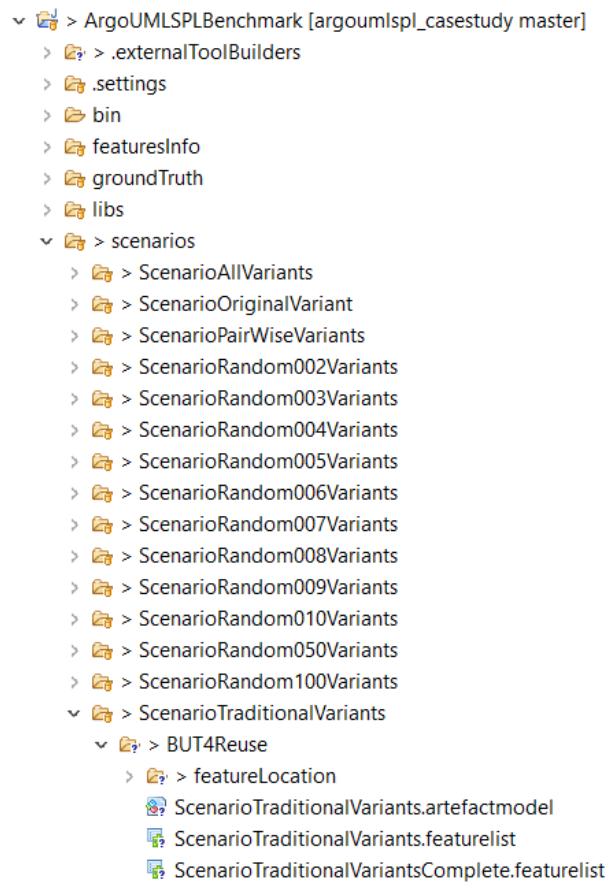 > ArgoUMLSPLBenchmark [argoumlspl_casestudy master]
> .externalToolBuilders
.settings
bin
featuresInfo
groundTruth
libs
> scenarios
> ScenarioAllVariants
> ScenarioOriginalVariant
> ScenarioPairWiseVariants
> ScenarioRandom002Variants
> ScenarioRandom003Variants
> ScenarioRandom004Variants
> ScenarioRandom005Variants
> ScenarioRandom006Variants
> ScenarioRandom007Variants
> ScenarioRandom008Variants
> ScenarioRandom009Variants
> ScenarioRandom010Variants
> ScenarioRandom050Variants
> ScenarioRandom100Variants
> ScenarioTraditionalVariants
> BUT4Reuse
> featureLocation
ScenarioTraditionalVariants.artefactmodel
ScenarioTraditionalVariants.featurelist
ScenarioTraditionalVariantsComplete.featurelist